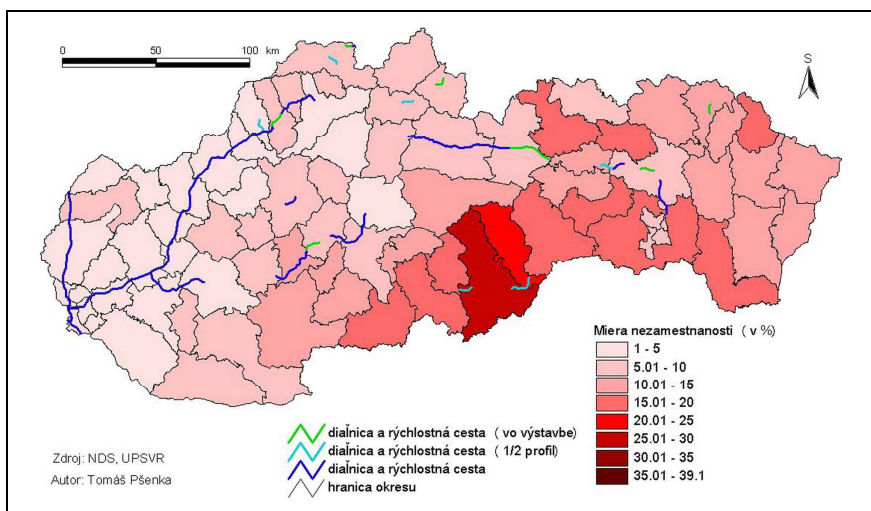 0 50 100 km
S
Miera nezamestnanosti ( v %)
1 - 5
5.01 - 10
10.01 - 15
15.01 - 20
20.01 - 25
25.01 - 30
30.01 - 35
35.01 - 39.1
diaľnica a rýchlostná cesta ( vo výstavbe)
diaľnica a rýchlostná cesta ( 1/2 profil)
diaľnica a rýchlostná cesta
hranica okresu
Zdroj: NDS, UPSVR
Autor: Tomáš Pšenka